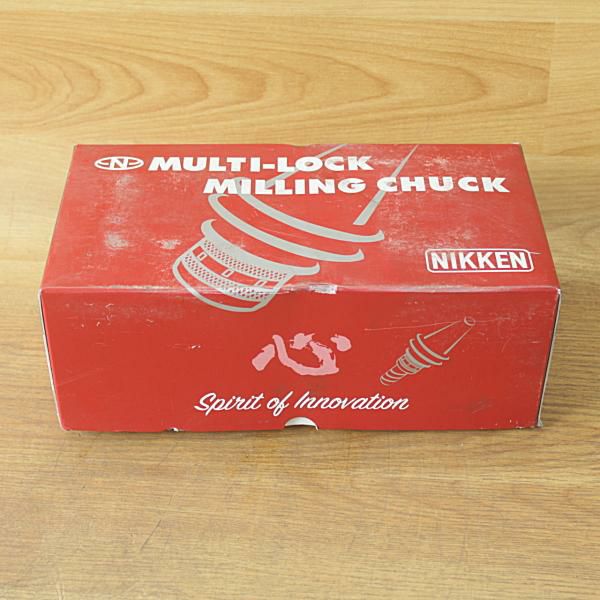 N MULTI-LOCK
MILLING CHUCK
NIKKEN
心
Spirit of Innovation